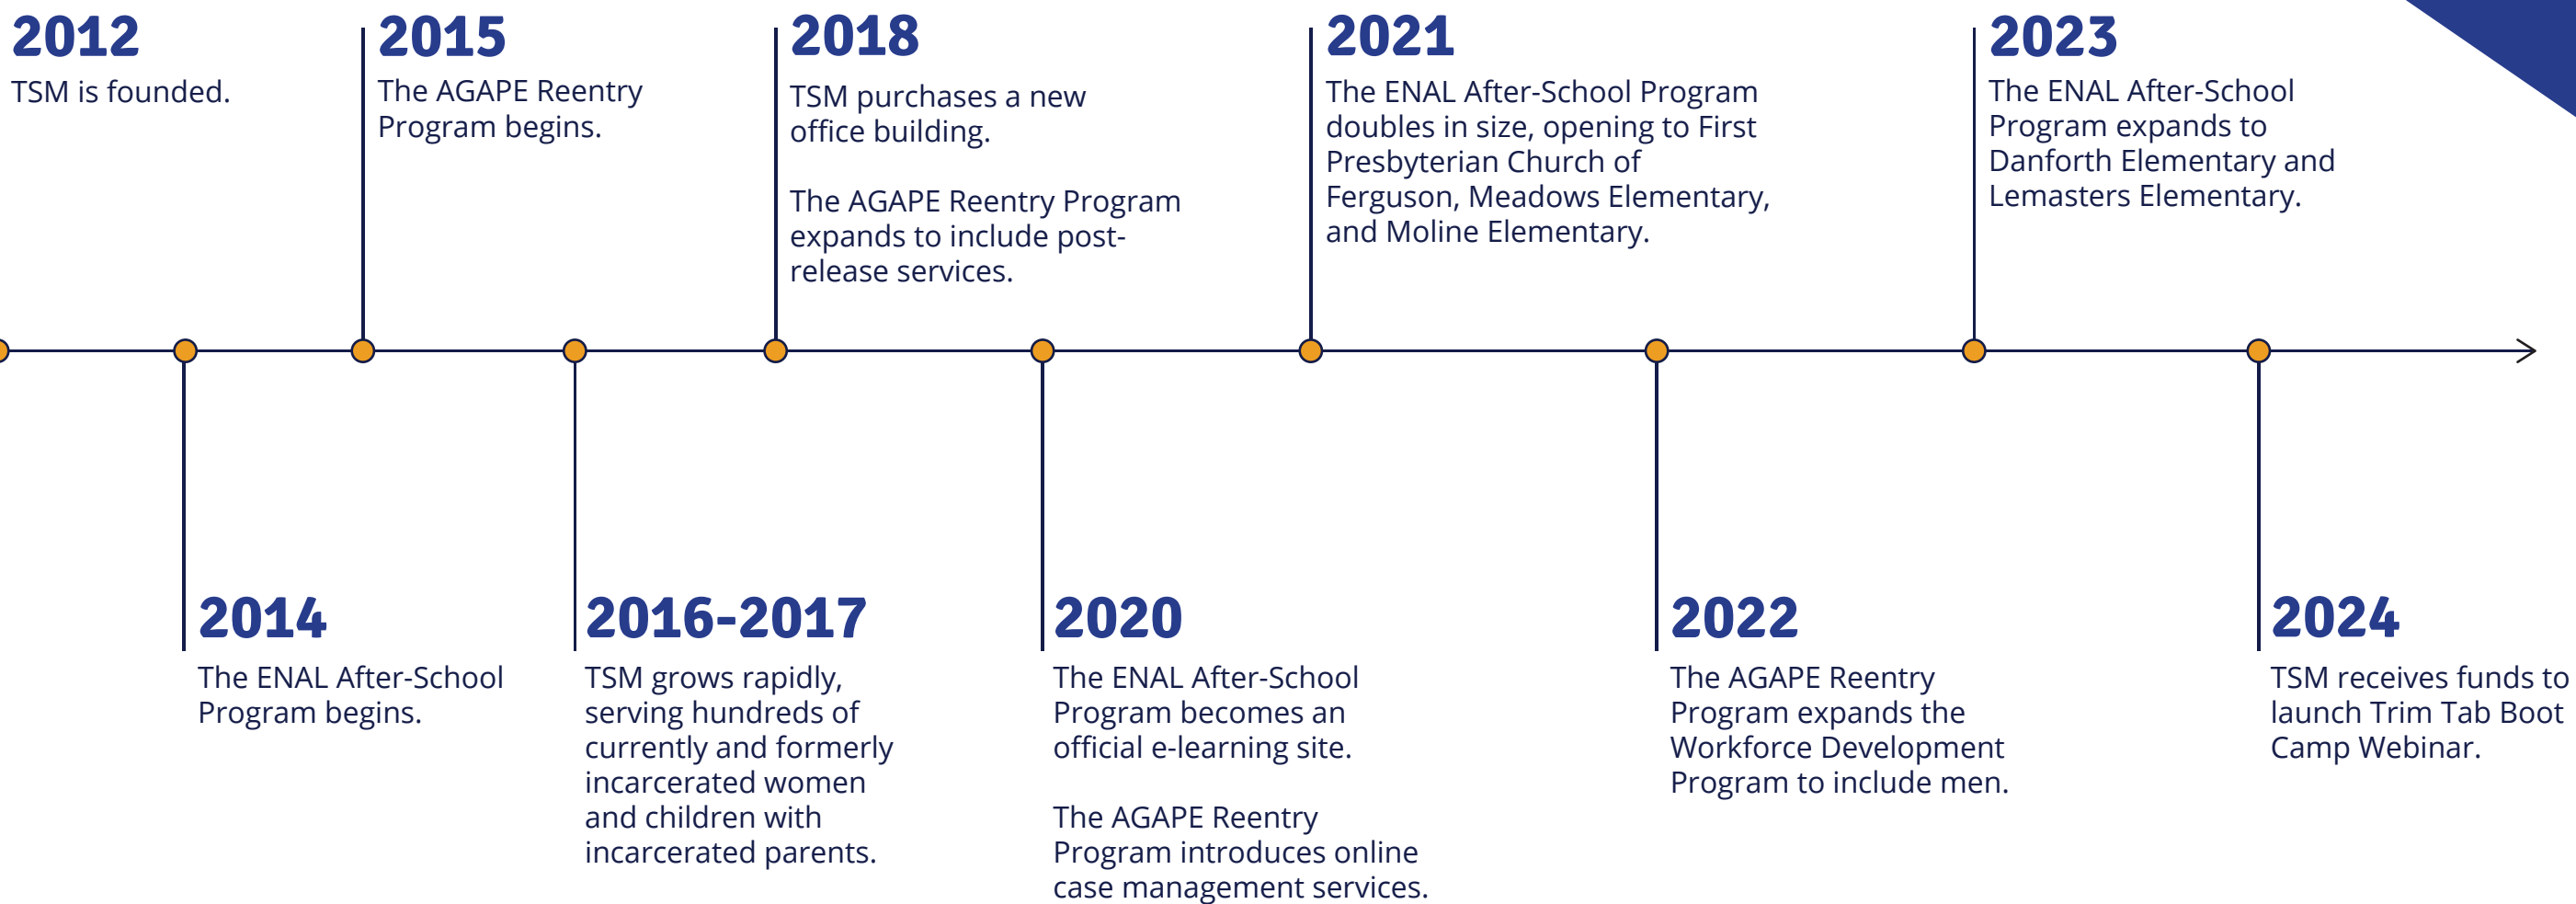 2012
TSM is founded.
2015
The AGAPE Reentry
Program begins.
2018
TSM purchases a new
office building.
The AGAPE Reentry Program
expands to include post-
release services.
2021
The ENAL After-School Program
doubles in size, opening to First
Presbyterian Church of
Ferguson, Meadows Elementary,
and Moline Elementary.
2023
The ENAL After-School
Program expands to
Danforth Elementary and
Lemasters Elementary.
2014
The ENAL After-School
Program begins.
2016-2017
TSM grows rapidly,
serving hundreds of
currently and formerly
incarcerated women
and children with
incarcerated parents.
2020
The ENAL After-School
Program becomes an
official e-learning site.
The AGAPE Reentry
Program introduces online
case management services.
2022
The AGAPE Reentry
Program expands the
Workforce Development
Program to include men.
2024
TSM receives funds to
launch Trim Tab Boot
Camp Webinar.